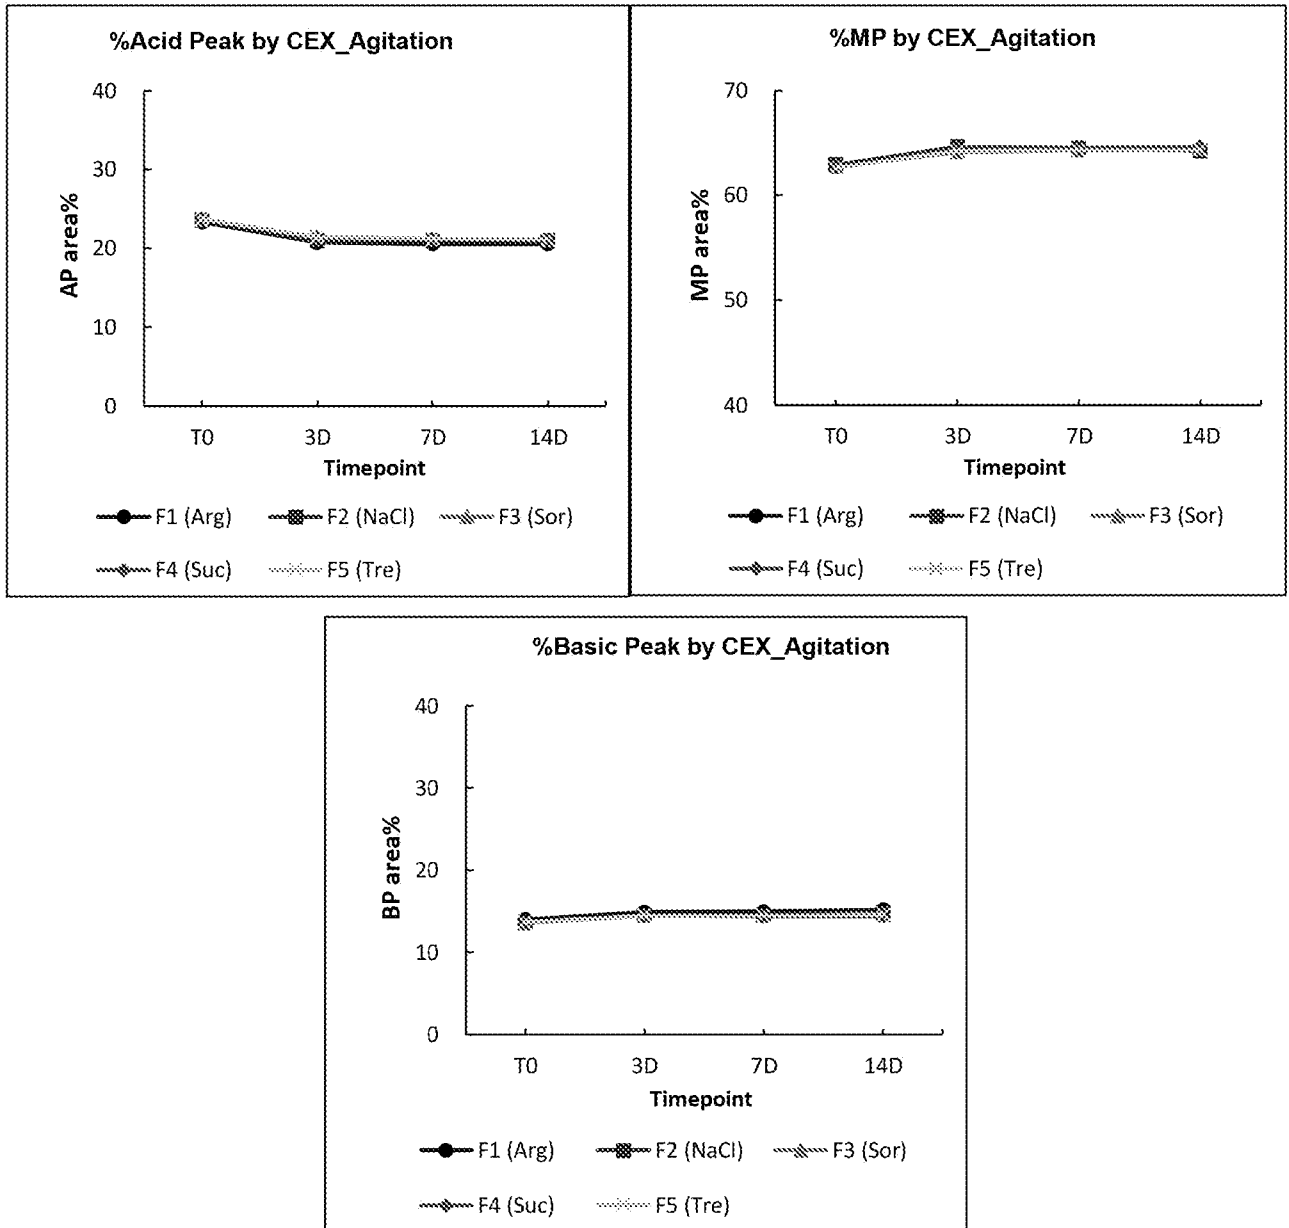 %Acid Peak by CEX_Agitation
40
30
20
10
0
AP area%
T0 3D 7D 14D
Timepoint
F1 (Arg) F2 (NaCl) F3 (Sor)
F4 (Suc) F5 (Tre)
%MP by CEX_Agitation
70
60
50
40
MP area%
T0 3D 7D 14D
Timepoint
F1 (Arg) F2 (NaCl) F3 (Sor)
F4 (Suc) F5 (Tre)
%Basic Peak by CEX_Agitation
40
30
20
10
0
BP area%
T0 3D 7D 14D
Timepoint
F1 (Arg) F2 (NaCl) F3 (Sor)
F4 (Suc) F5 (Tre)